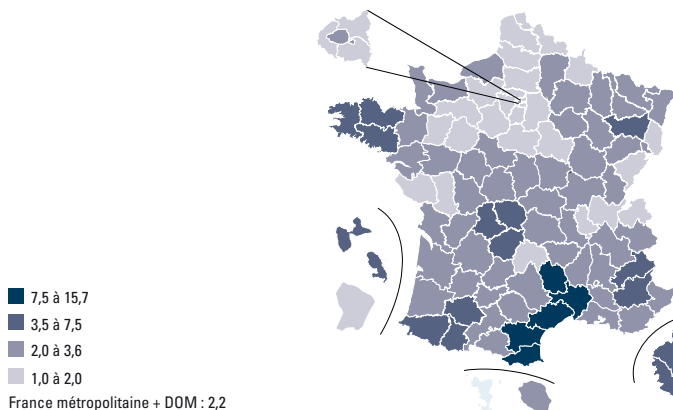 7,5 à 15,7
3,5 à 7,5
2,0 à 3,6
1,0 à 2,0
France métropolitaine + DOM : 2,2